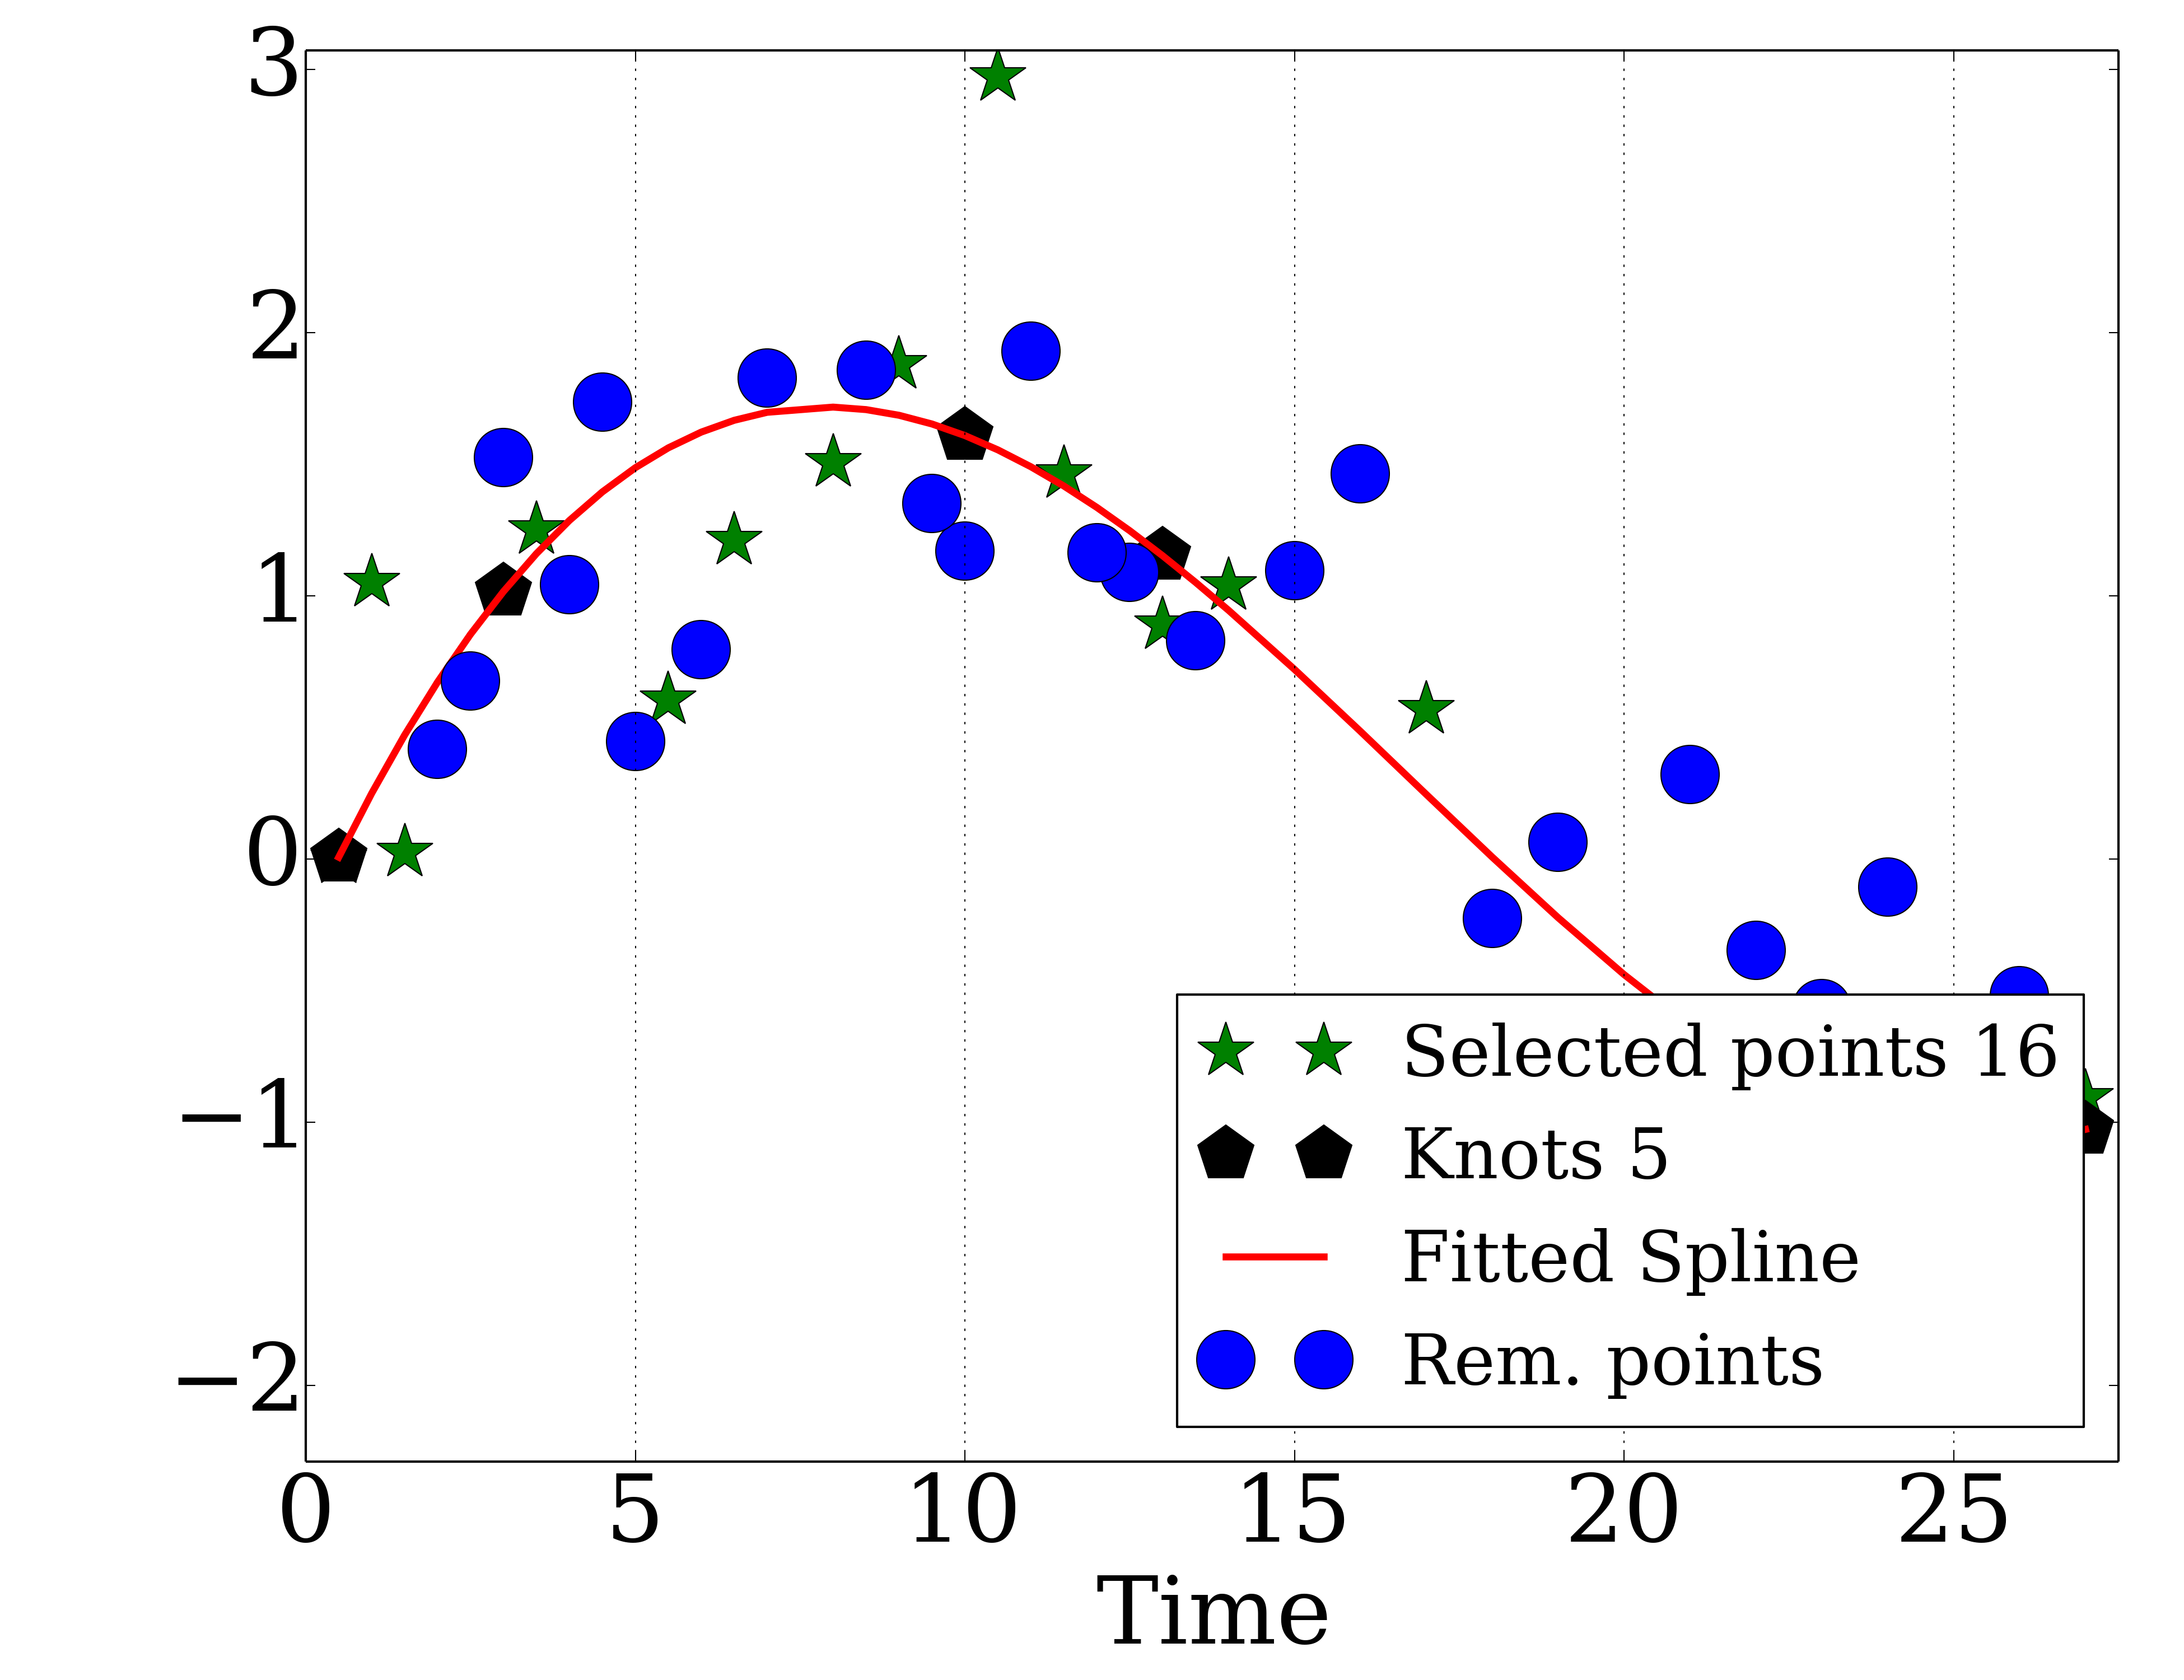 3
2
1
0
−1
−2
Selected points 16
Knots 5
Fitted Spline
Rem. points
0 5 10 15 20 25
Time